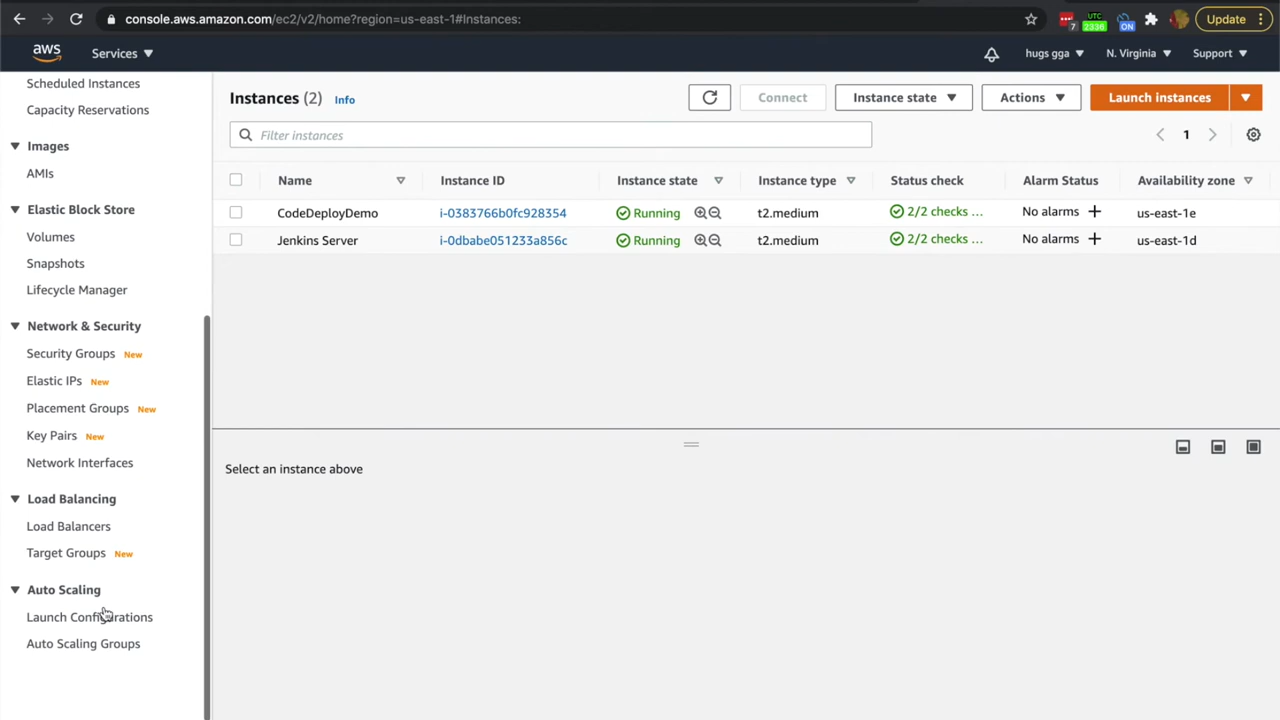 console.aws.amazon.com/ec2/v2/home?region=us-east-1#Instances:
7
UTC
2336
ON
Update
aws
Services
hugs gga
N. Virginia
Support
Scheduled Instances
Capacity Reservations
Images
AMIs
Elastic Block Store
Volumes
Snapshots
Lifecycle Manager
Network & Security
Security Groups New
Elastic IPs New
Placement Groups New
Key Pairs New
Network Interfaces
Load Balancing
Load Balancers
Target Groups New
Auto Scaling
Launch Configurations
Auto Scaling Groups
Instances (2) Info
Connect
Instance state
Actions
Launch instances
Filter instances
1
Name Instance ID Instance state Instance type Status check Alarm Status Availability zone
CodeDeployDemo i-0383766b0fc928354 Running t2.medium 2/2 checks ... No alarms + us-east-1e
Jenkins Server i-0dbabe051233a856c Running t2.medium 2/2 checks ... No alarms + us-east-1d
Select an instance above